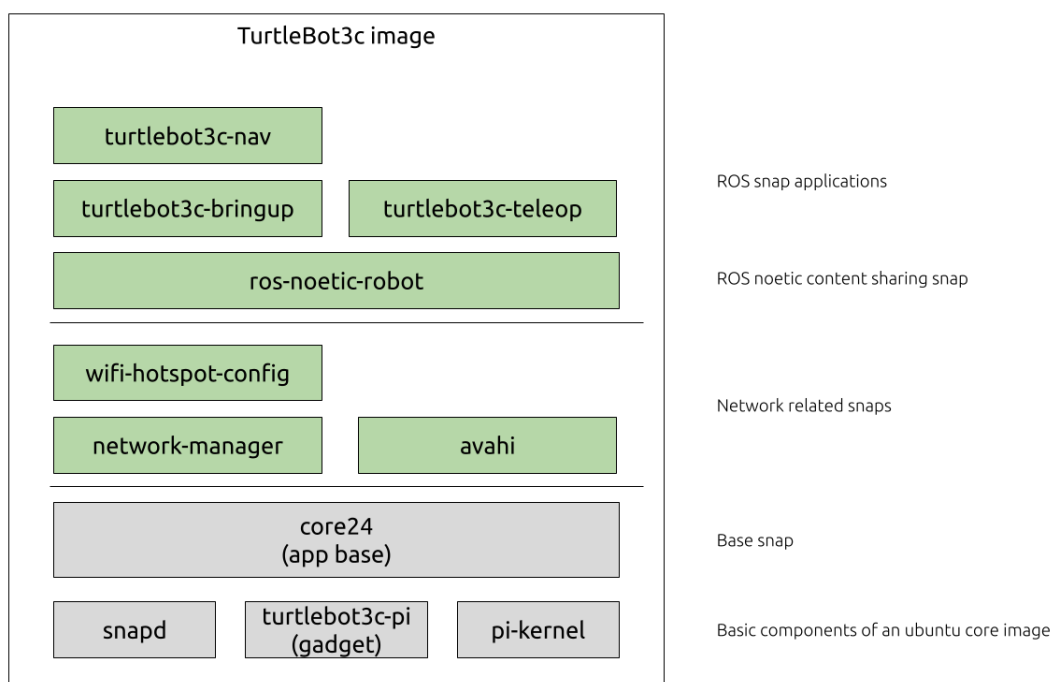 TurtleBot3c image
turtlebot3c-nav
ROS snap applications
turtlebot3c-bringup
turtlebot3c-teleop
ros-noetic-robot
ROS noetic content sharing snap
wifi-hotspot-config
Network related snaps
network-manager
avahi
core24
(app base)
Base snap
snapd
turtlebot3c-pi
(gadget)
pi-kernel
Basic components of an ubuntu core image